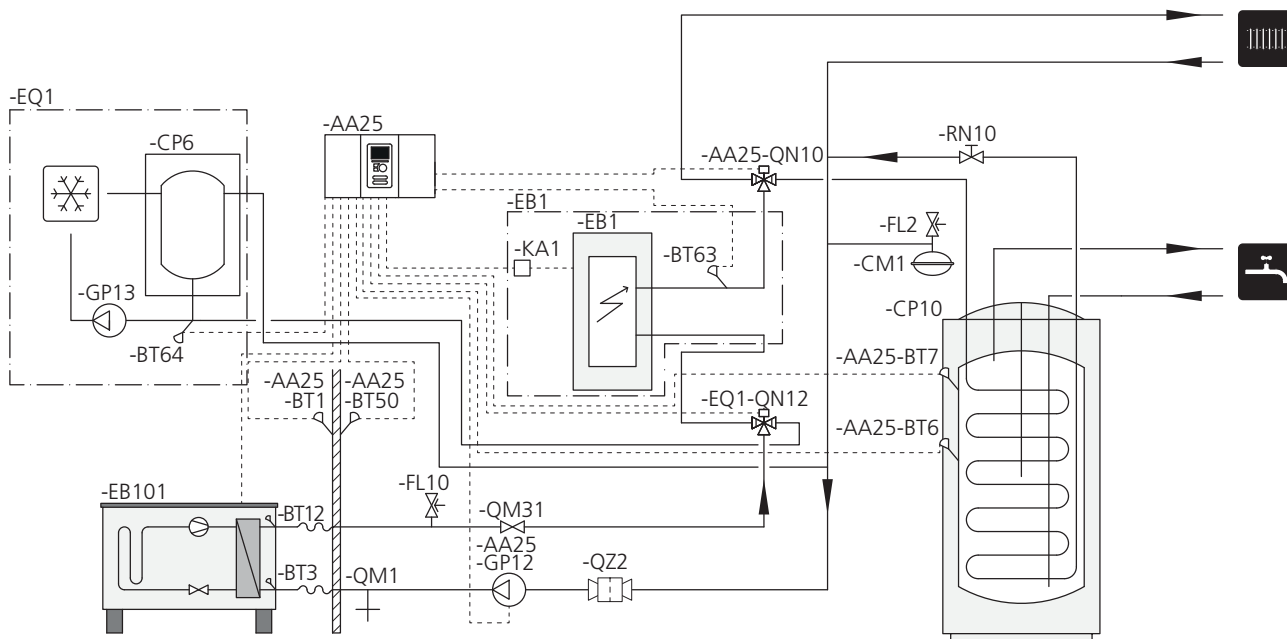 -EQ1
-CP6
-AA25
-RN10
-AA25-QN10
-EB1
-EB1
-FL2
-KA1
-BT63
-CM1
-GP13
-CP10
-BT64
-AA25-BT7
-AA25
-BT1
-AA25
-BT50
-EQ1-QN12
-AA25-BT6
-FL10
-EB101
-BT12
-QM31
-AA25
-GP12
-BT3
-QM1
-QZ2